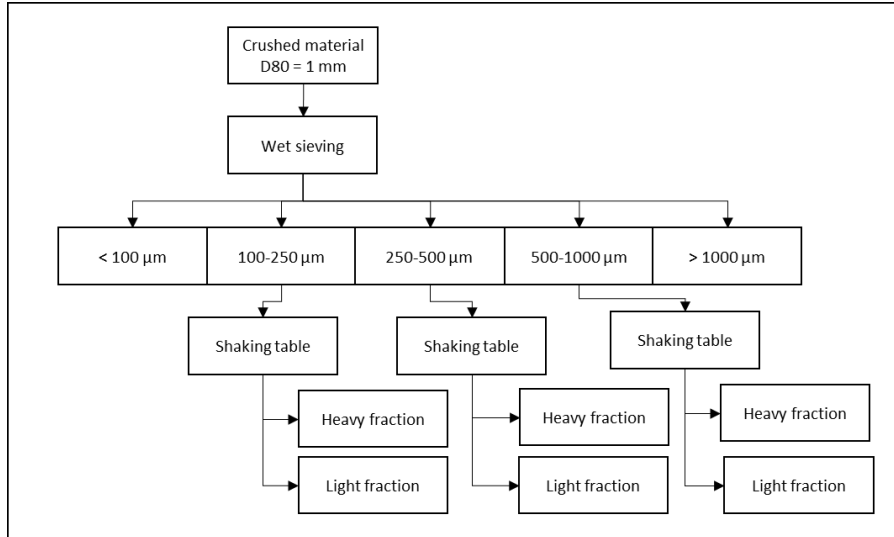 Crushed material
D80 = 1 mm
Wet sieving
< 100 µm
100-250 µm
250-500 µm
500-1000 µm
> 1000 µm
Shaking table
Shaking table
Shaking table
Heavy fraction
Heavy fraction
Heavy fraction
Light fraction
Light fraction
Light fraction